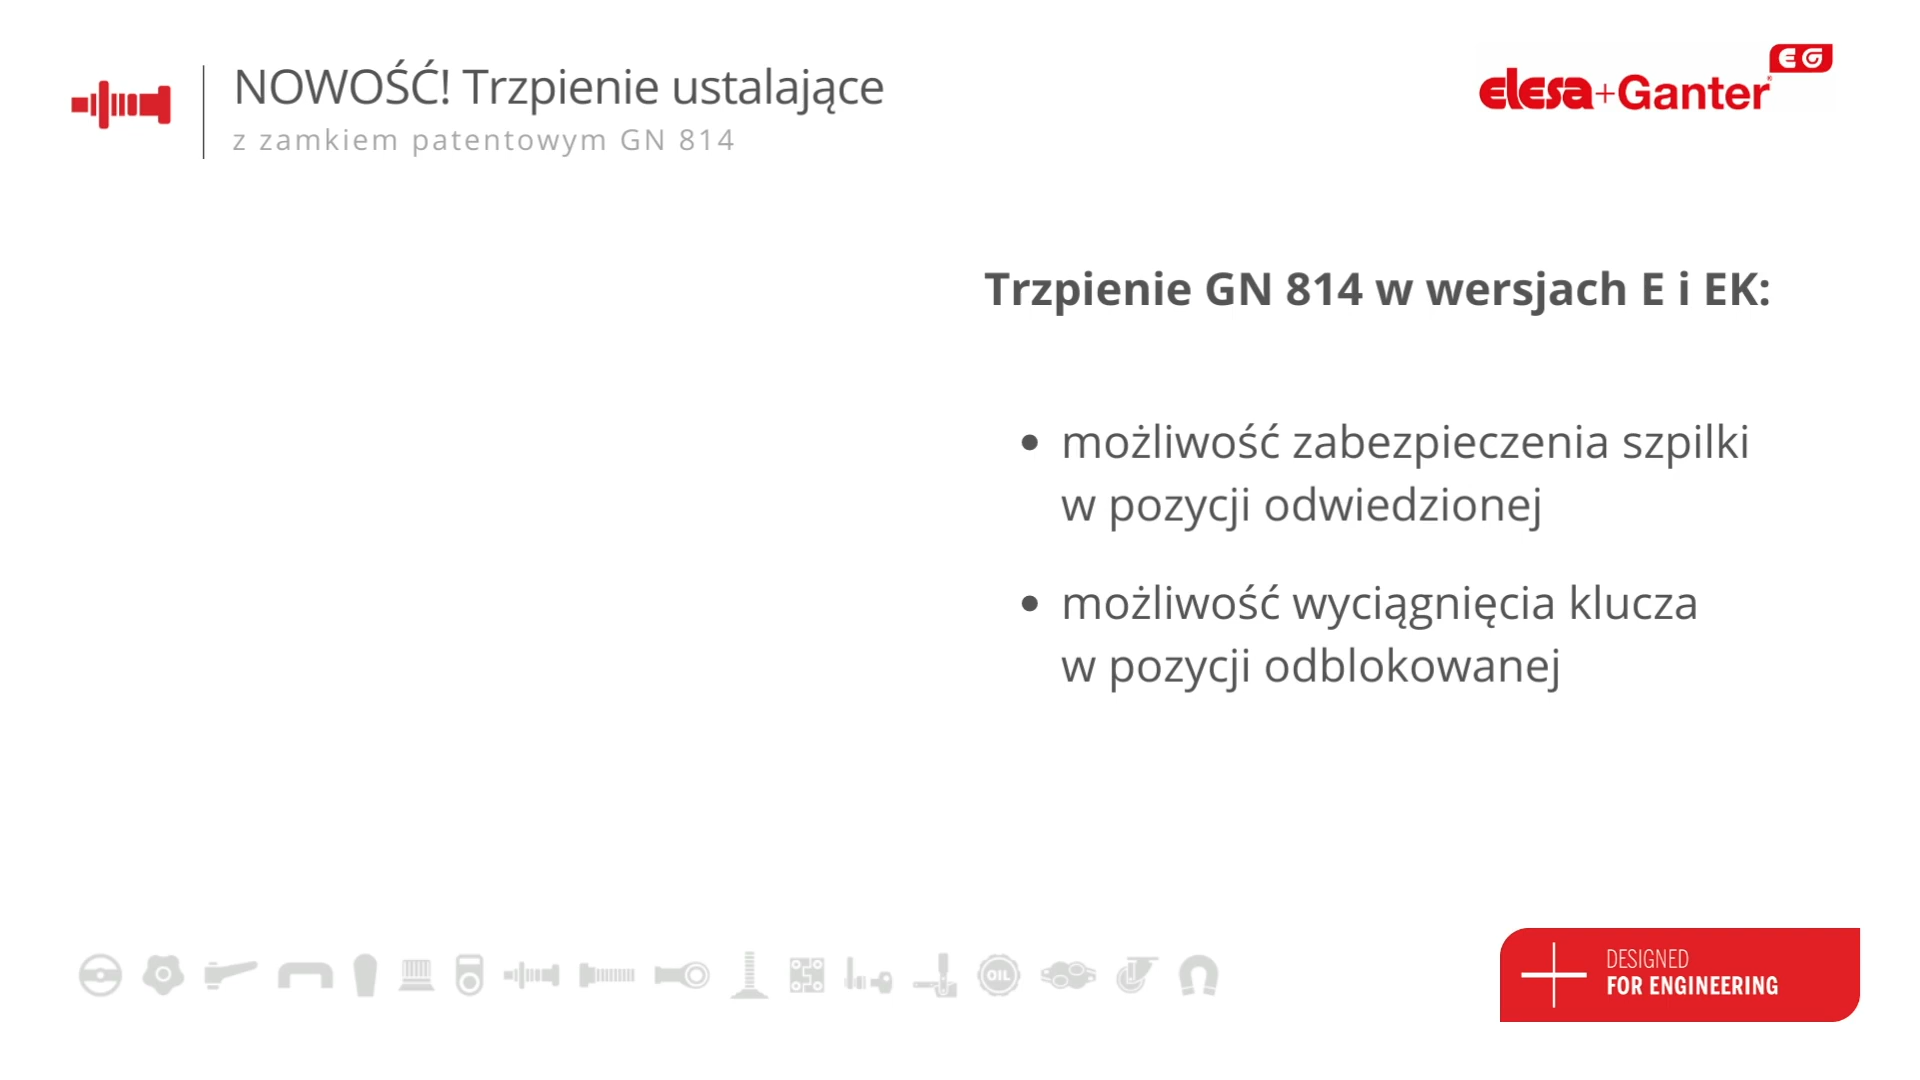 NOWOŚĆ! Trzpienie ustalające
z zamkiem patentowym GN 814
elesa+Ganter
EG
Trzpienie GN 814 w wersjach E i EK:
• możliwość zabezpieczenia szpilki
w pozycji odwiedzionej
• możliwość wyciągnięcia klucza
w pozycji odblokowanej
OIL
DESIGNED
FOR ENGINEERING